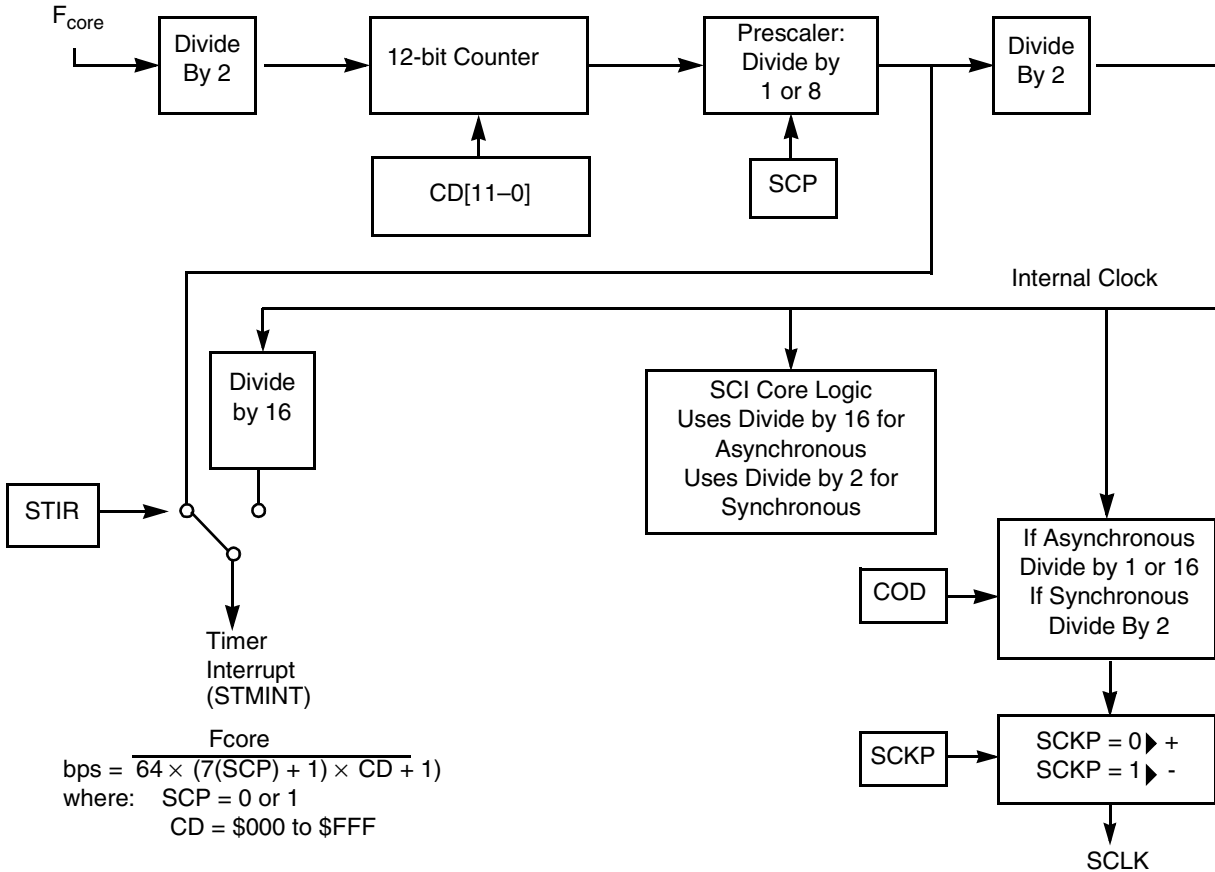 Fcore
Divide
By 2
12-bit Counter
Prescaler:
Divide by
1 or 8
Divide
By 2
CD[11–0]
SCP
Internal Clock
Divide
by 16
SCI Core Logic
Uses Divide by 16 for
Asynchronous
Uses Divide by 2 for
Synchronous
STIR
If Asynchronous
Divide by 1 or 16
If Synchronous
Divide By 2
COD
Timer
Interrupt
(STMINT)
SCKP
SCKP = 0 +
SCKP = 1 -
Fcore
bps = 64 × (7(SCP) + 1) × CD + 1)
where: SCP = 0 or 1
CD = $000 to $FFF
SCLK